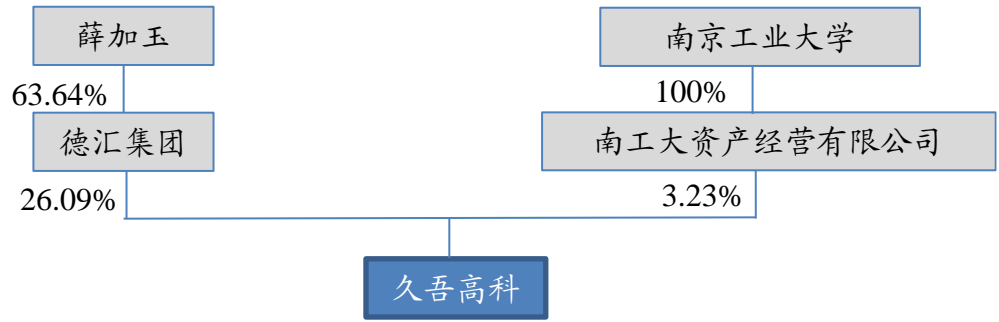 薛加玉
南京工业大学
63.64%
100%
德汇集团
南工大资产经营有限公司
26.09%
3.23%
久吾高科